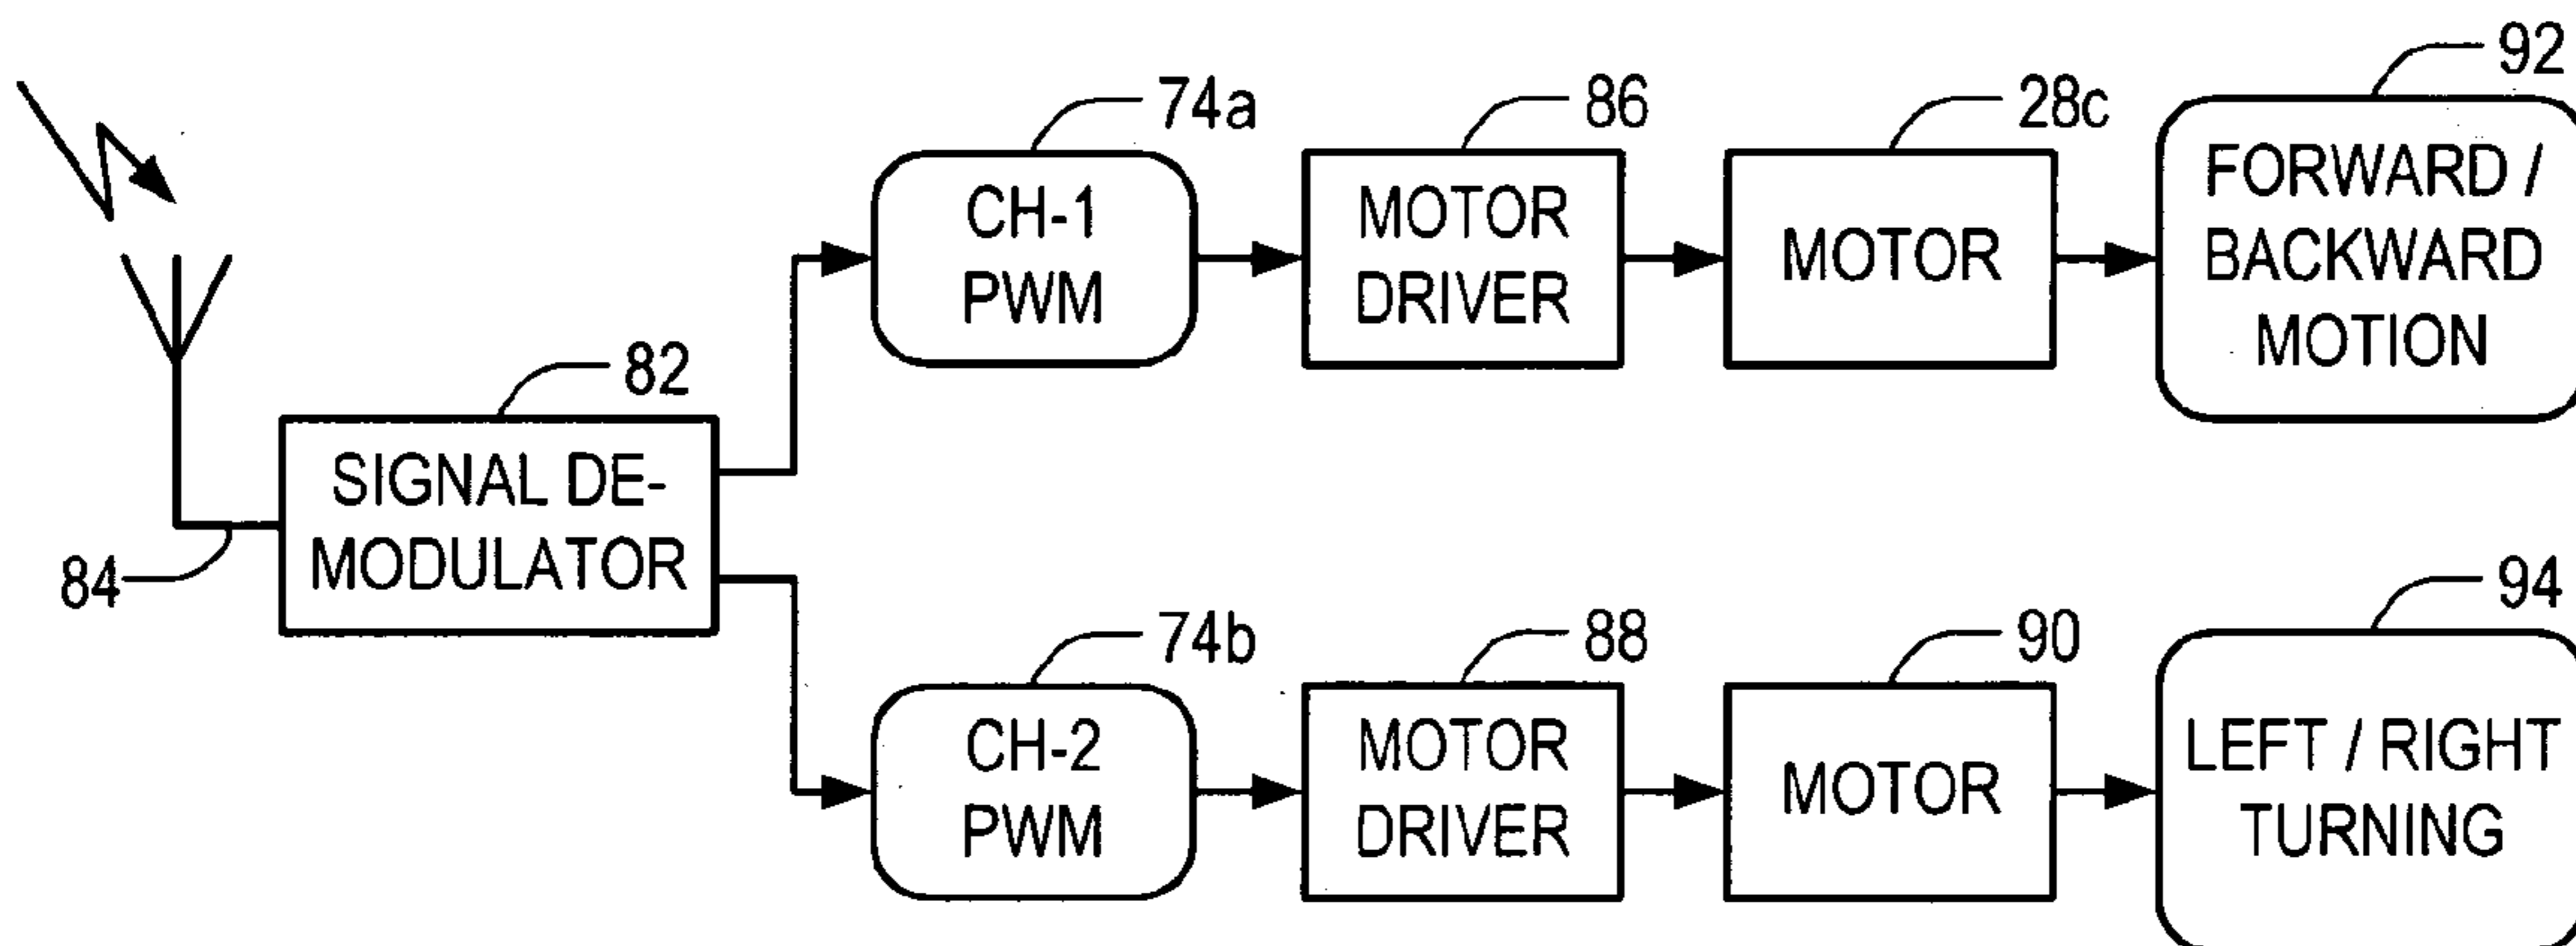 92
74a
86
28c
CH-1
PWM
MOTOR
DRIVER
MOTOR
FORWARD /
BACKWARD
MOTION
82
SIGNAL DE-
MODULATOR
84
74b
88
90
94
CH-2
PWM
MOTOR
DRIVER
MOTOR
LEFT / RIGHT
TURNING